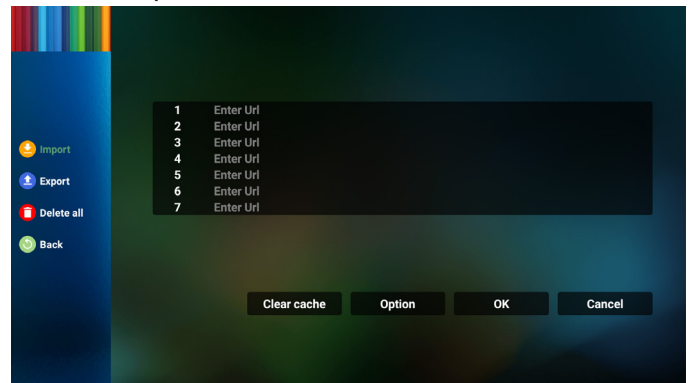 1 Enter Url
2 Enter Url
3 Enter Url
4 Enter Url
5 Enter Url
6 Enter Url
7 Enter Url
Import
Export
Delete all
Back
Clear cache Option OK Cancel